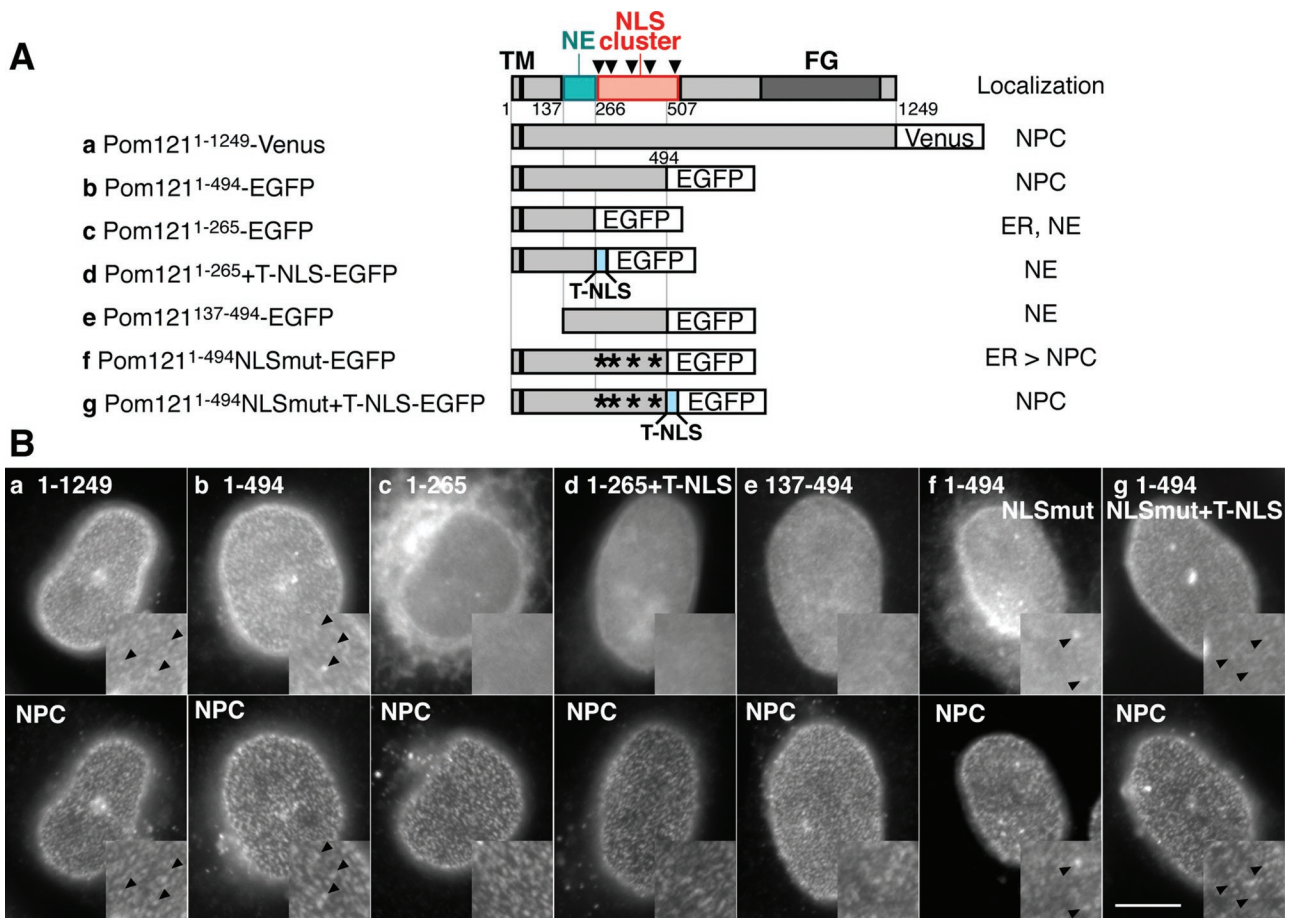 A
NLS
NE cluster
TM
FG
Localization
1 137 266 507 1249
a Pom121¹⁻¹²⁴⁹-Venus
Venus
NPC
494
b Pom121¹⁻⁴⁹⁴-EGFP
EGFP
NPC
c Pom121¹⁻²⁶⁵-EGFP
EGFP
ER, NE
d Pom121¹⁻²⁶⁵+T-NLS-EGFP
EGFP
NE
T-NLS
e Pom121¹³⁷⁻⁴⁹⁴-EGFP
EGFP
NE
f Pom121¹⁻⁴⁹⁴NLSmut-EGFP
** * * EGFP
ER > NPC
g Pom121¹⁻⁴⁹⁴NLSmut+T-NLS-EGFP
** * * EGFP
NPC
T-NLS
B
a 1-1249
b 1-494
c 1-265
d 1-265+T-NLS
e 137-494
f 1-494
NLSmut
g 1-494
NLSmut+T-NLS
NPC
NPC
NPC
NPC
NPC
NPC
NPC